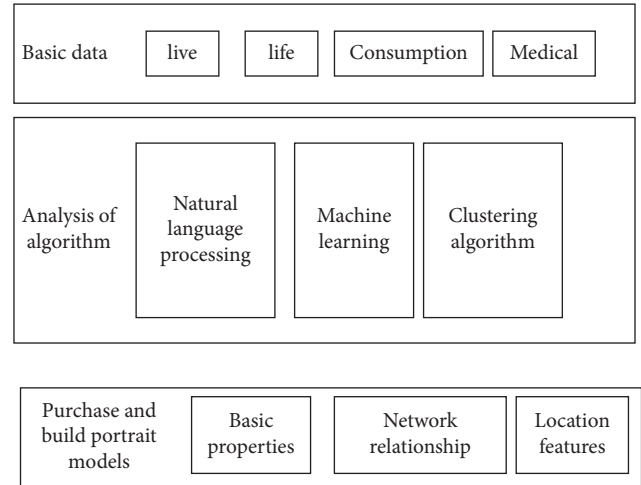 Basic data
live
life
Consumption
Medical
Analysis of
algorithm
Natural
language
processing
Machine
learning
Clustering
algorithm
Purchase and
build portrait
models
Basic
properties
Network
relationship
Location
features